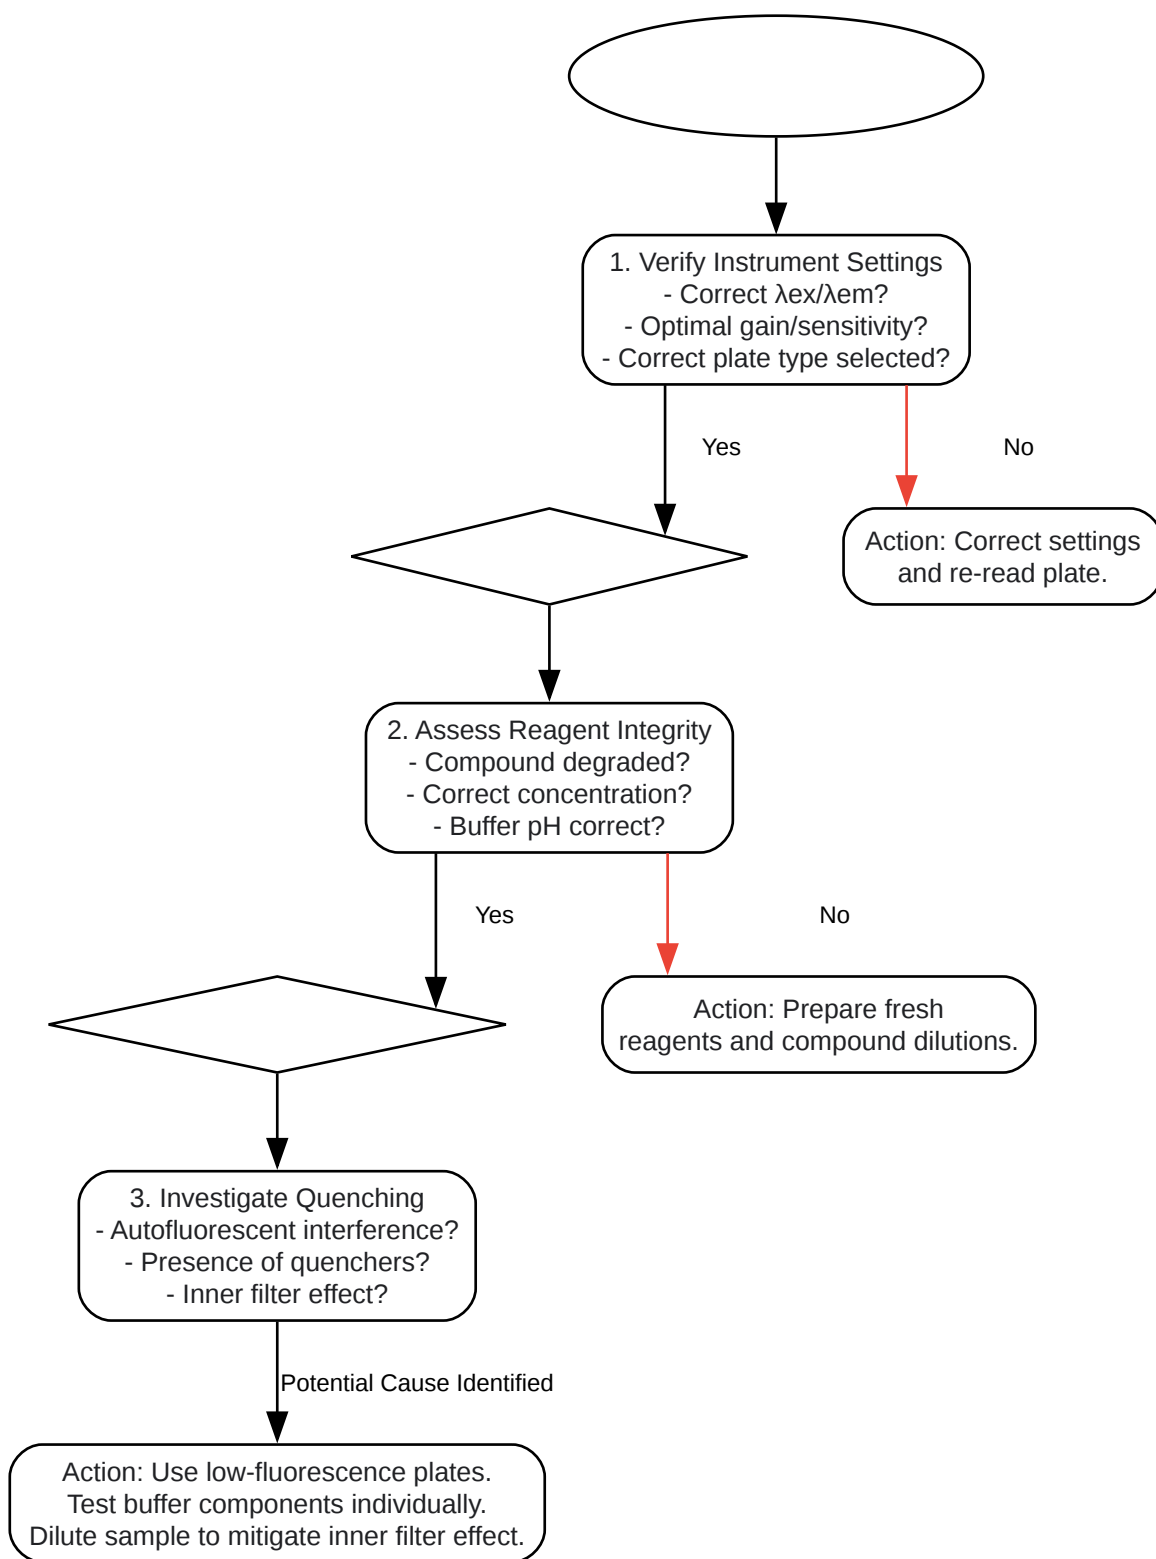 1. Verify Instrument Settings
- Correct λex/λem?
- Optimal gain/sensitivity?
- Correct plate type selected?
Yes
No
Action: Correct settings
and re-read plate.
2. Assess Reagent Integrity
- Compound degraded?
- Correct concentration?
- Buffer pH correct?
Yes
No
Action: Prepare fresh
reagents and compound dilutions.
3. Investigate Quenching
- Autofluorescent interference?
- Presence of quenchers?
- Inner filter effect?
Potential Cause Identified
Action: Use low-fluorescence plates.
Test buffer components individually.
Dilute sample to mitigate inner filter effect.